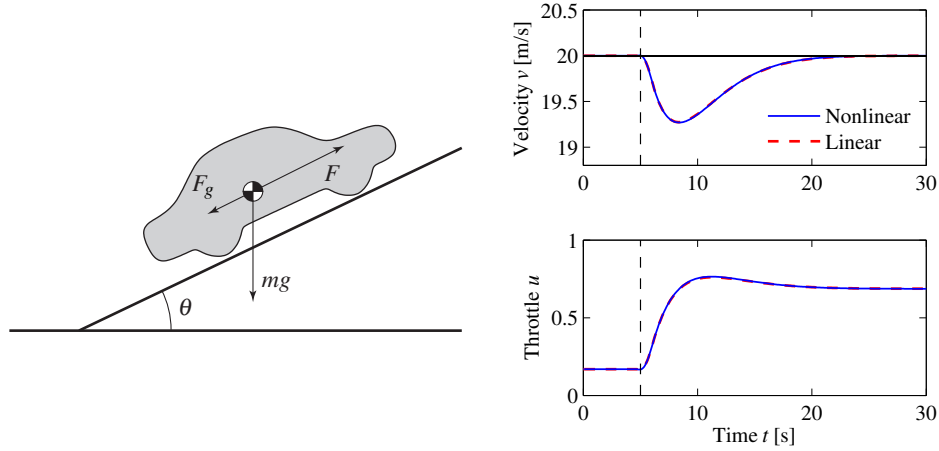 F_g
F
mg
θ
20.5
20
19.5
19
Velocity v [m/s]
Nonlinear
Linear
0 10 20 30
1
0.5
0
Throttle u
0 10 20 30
Time t [s]